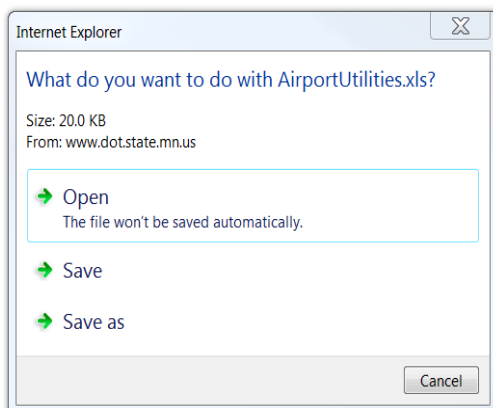 Internet Explorer
What do you want to do with AirportUtilities.xls?
Size: 20.0 KB
From: www.dot.state.mn.us
Open
The file won't be saved automatically.
Save
Save as
Cancel